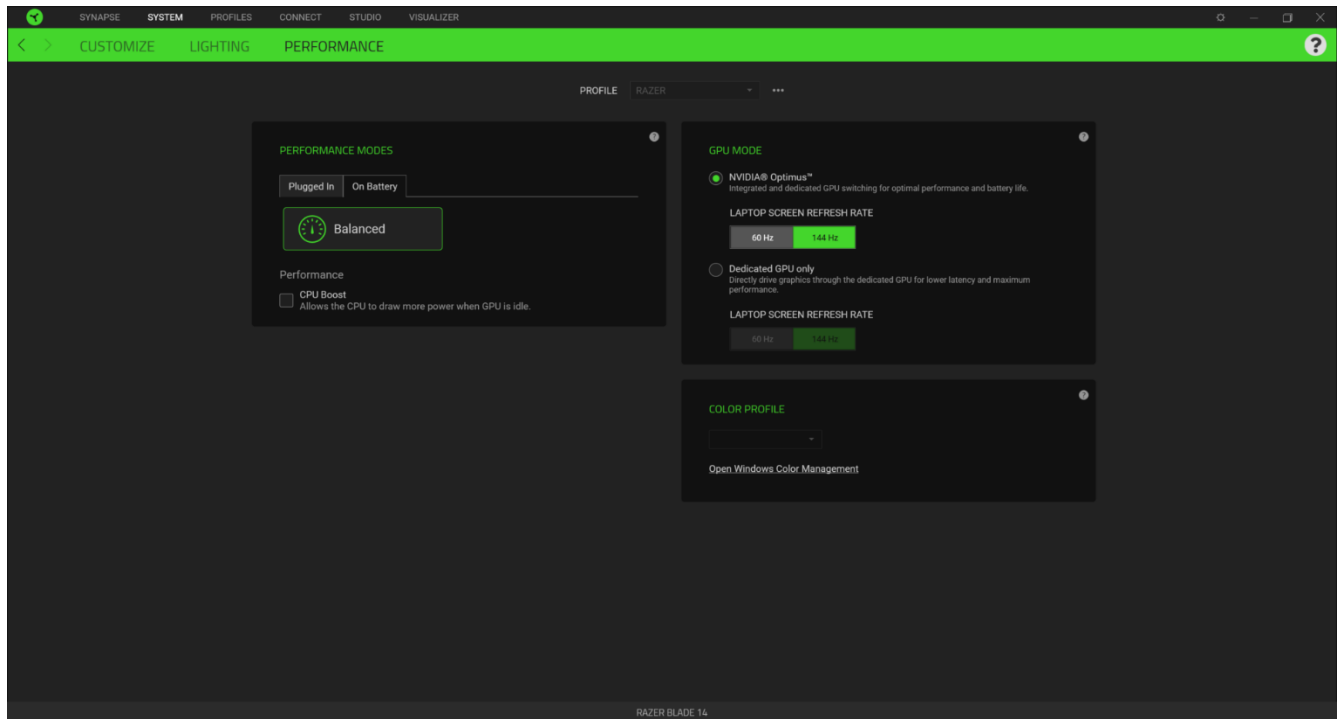 SYNAPSE SYSTEM PROFILES CONNECT STUDIO VISUALIZER
CUSTOMIZE LIGHTING PERFORMANCE
?
PROFILE RAZER
PERFORMANCE MODES
?
Plugged In On Battery
Balanced
Performance
CPU Boost
Allows the CPU to draw more power when GPU is idle.
GPU MODE
?
NVIDIA® Optimus™
Integrated and dedicated GPU switching for optimal performance and battery life.
LAPTOP SCREEN REFRESH RATE
60 Hz 144 Hz
Dedicated GPU only
Directly drive graphics through the dedicated GPU for lower latency and maximum
performance.
LAPTOP SCREEN REFRESH RATE
60 Hz 144 Hz
COLOR PROFILE
?
Open Windows Color Management
RAZER BLADE 14